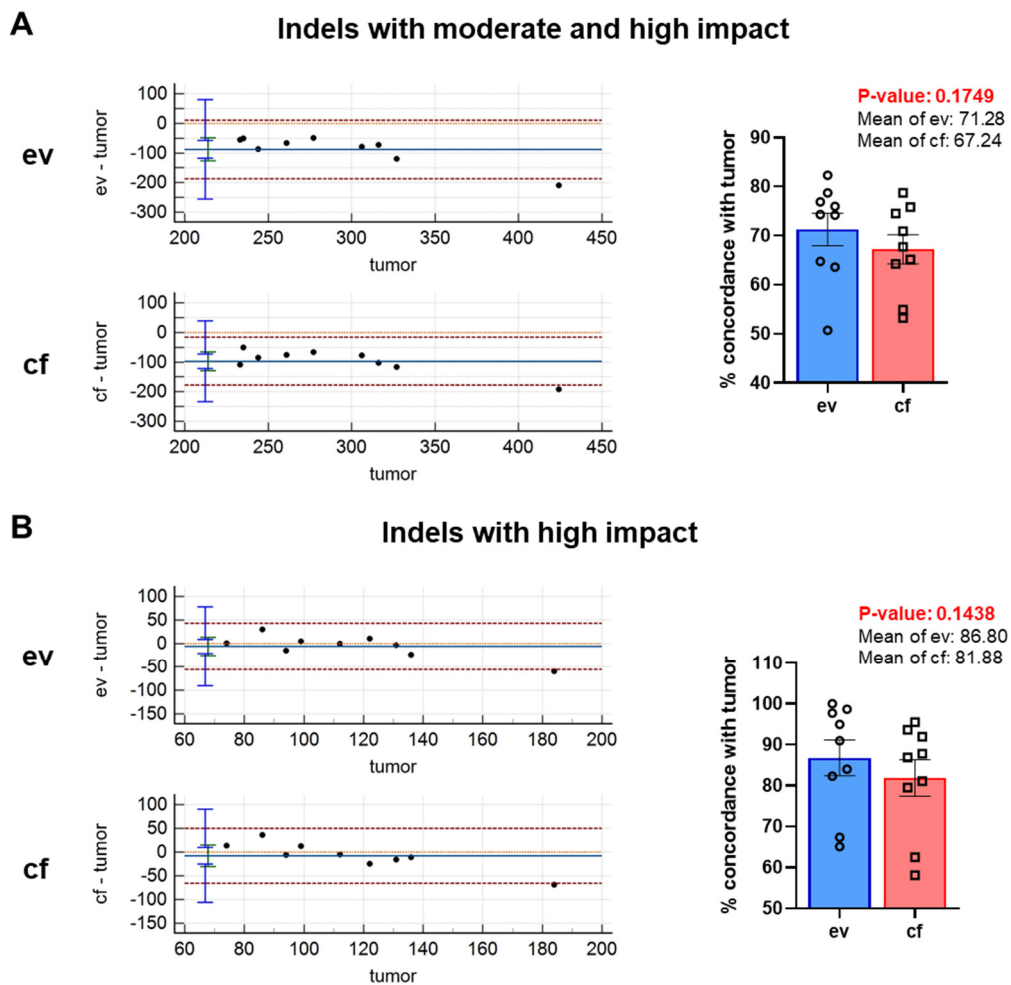 A
Indels with moderate and high impact
ev
ev - tumor
100
0
-100
-200
-300
200 250 300 350 400 450
tumor
cf
cf - tumor
100
0
-100
-200
-300
200 250 300 350 400 450
tumor
P-value: 0.1749
Mean of ev: 71.28
Mean of cf: 67.24
% concordance with tumor
90
80
70
60
50
40
ev cf
B
Indels with high impact
ev
ev - tumor
100
50
0
-50
-100
-150
60 80 100 120 140 160 180 200
tumor
cf
cf - tumor
100
50
0
-50
-100
-150
60 80 100 120 140 160 180 200
tumor
P-value: 0.1438
Mean of ev: 86.80
Mean of cf: 81.88
% concordance with tumor
110
100
90
80
70
60
50
ev cf